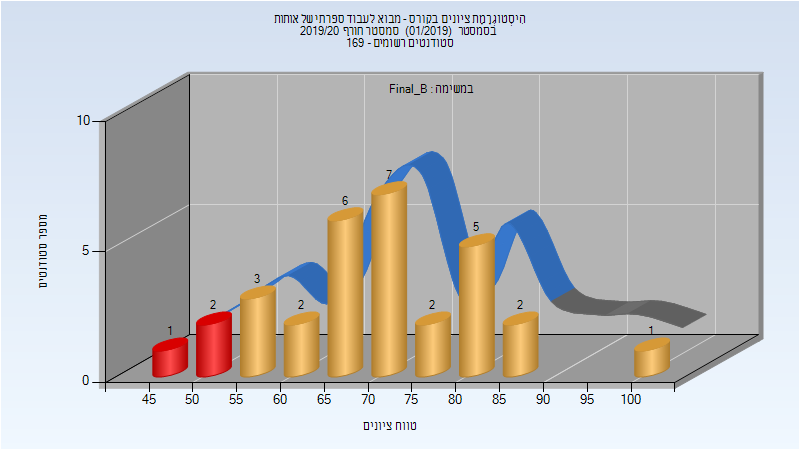 היסטוגרמת ציונים בקורס - מבוא לעבוד ספרתי של אותות
בסמסטר (01/2019) סמסטר חורף 2019/20
סטודנטים רשומים - 169
במשימה : Final_B
10
5
0
מספר סטודנטים
1
2
3
2
6
7
2
5
2
1
45 50 55 60 65 70 75 80 85 90 95 100
טווח ציונים